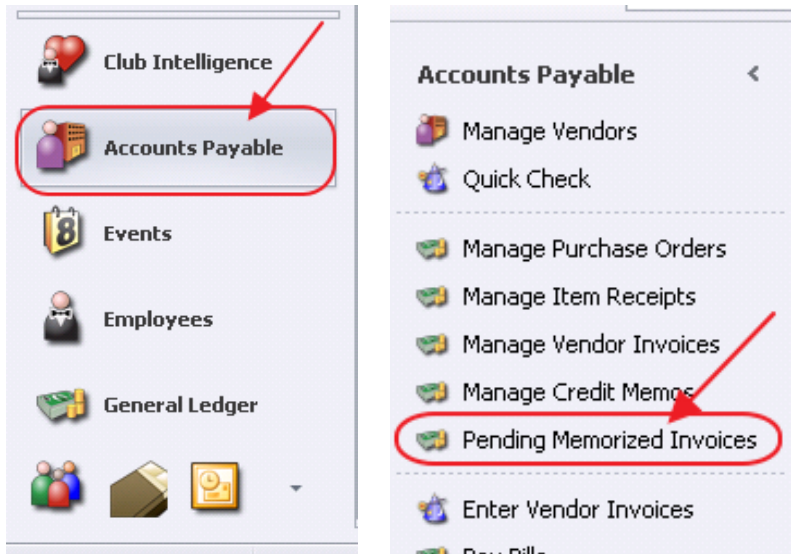 Club Intelligence
Accounts Payable
Events
Employees
General Ledger
Accounts Payable
Manage Vendors
Quick Check
Manage Purchase Orders
Manage Item Receipts
Manage Vendor Invoices
Manage Credit Memos
Pending Memorized Invoices
Enter Vendor Invoices